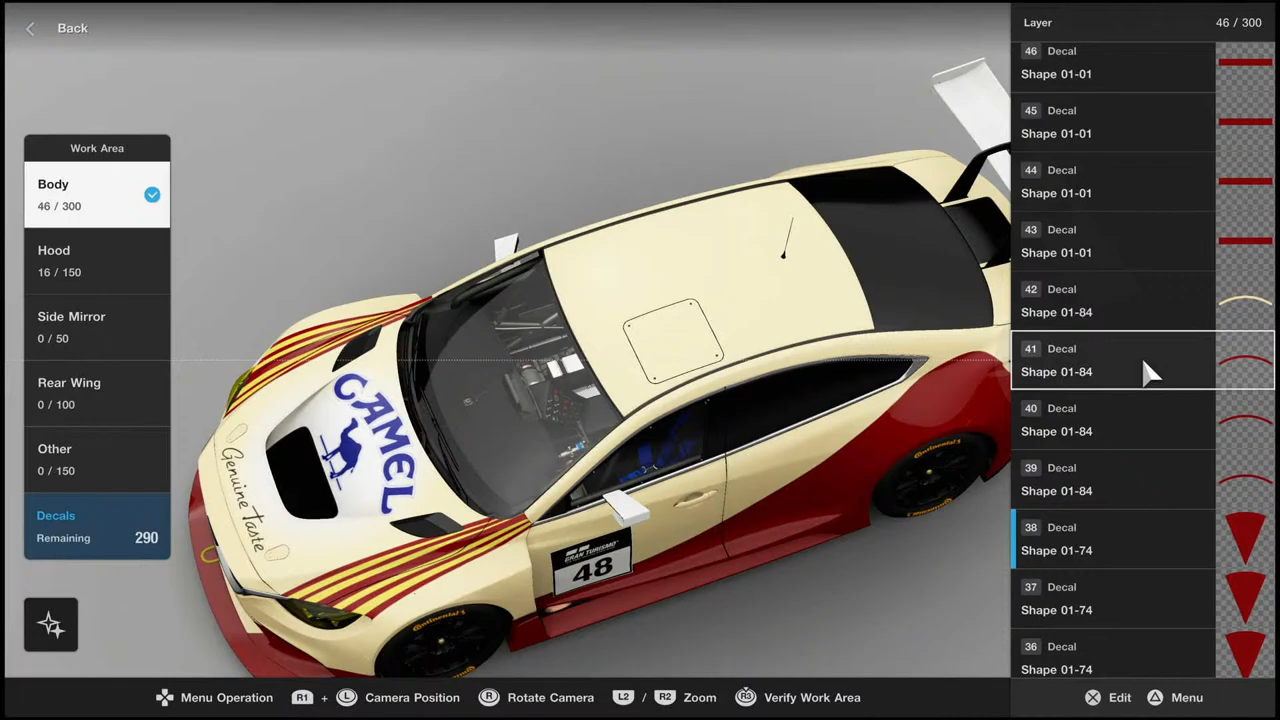 Back
Layer 46 / 300
Work Area
Body
46 / 300
Hood
16 / 150
Side Mirror
0 / 50
Rear Wing
0 / 100
Other
0 / 150
Decals
Remaining 290
46 Decal
Shape 01-01
45 Decal
Shape 01-01
44 Decal
Shape 01-01
43 Decal
Shape 01-01
42 Decal
Shape 01-84
41 Decal
Shape 01-84
40 Decal
Shape 01-84
39 Decal
Shape 01-84
38 Decal
Shape 01-74
37 Decal
Shape 01-74
36 Decal
Shape 01-74
CAMEL
Genuine Taste
GRAN TURISMO
48
Continental
Continental
Menu Operation R1 + L Camera Position R Rotate Camera L2 / R2 Zoom R3 Verify Work Area
Edit Menu